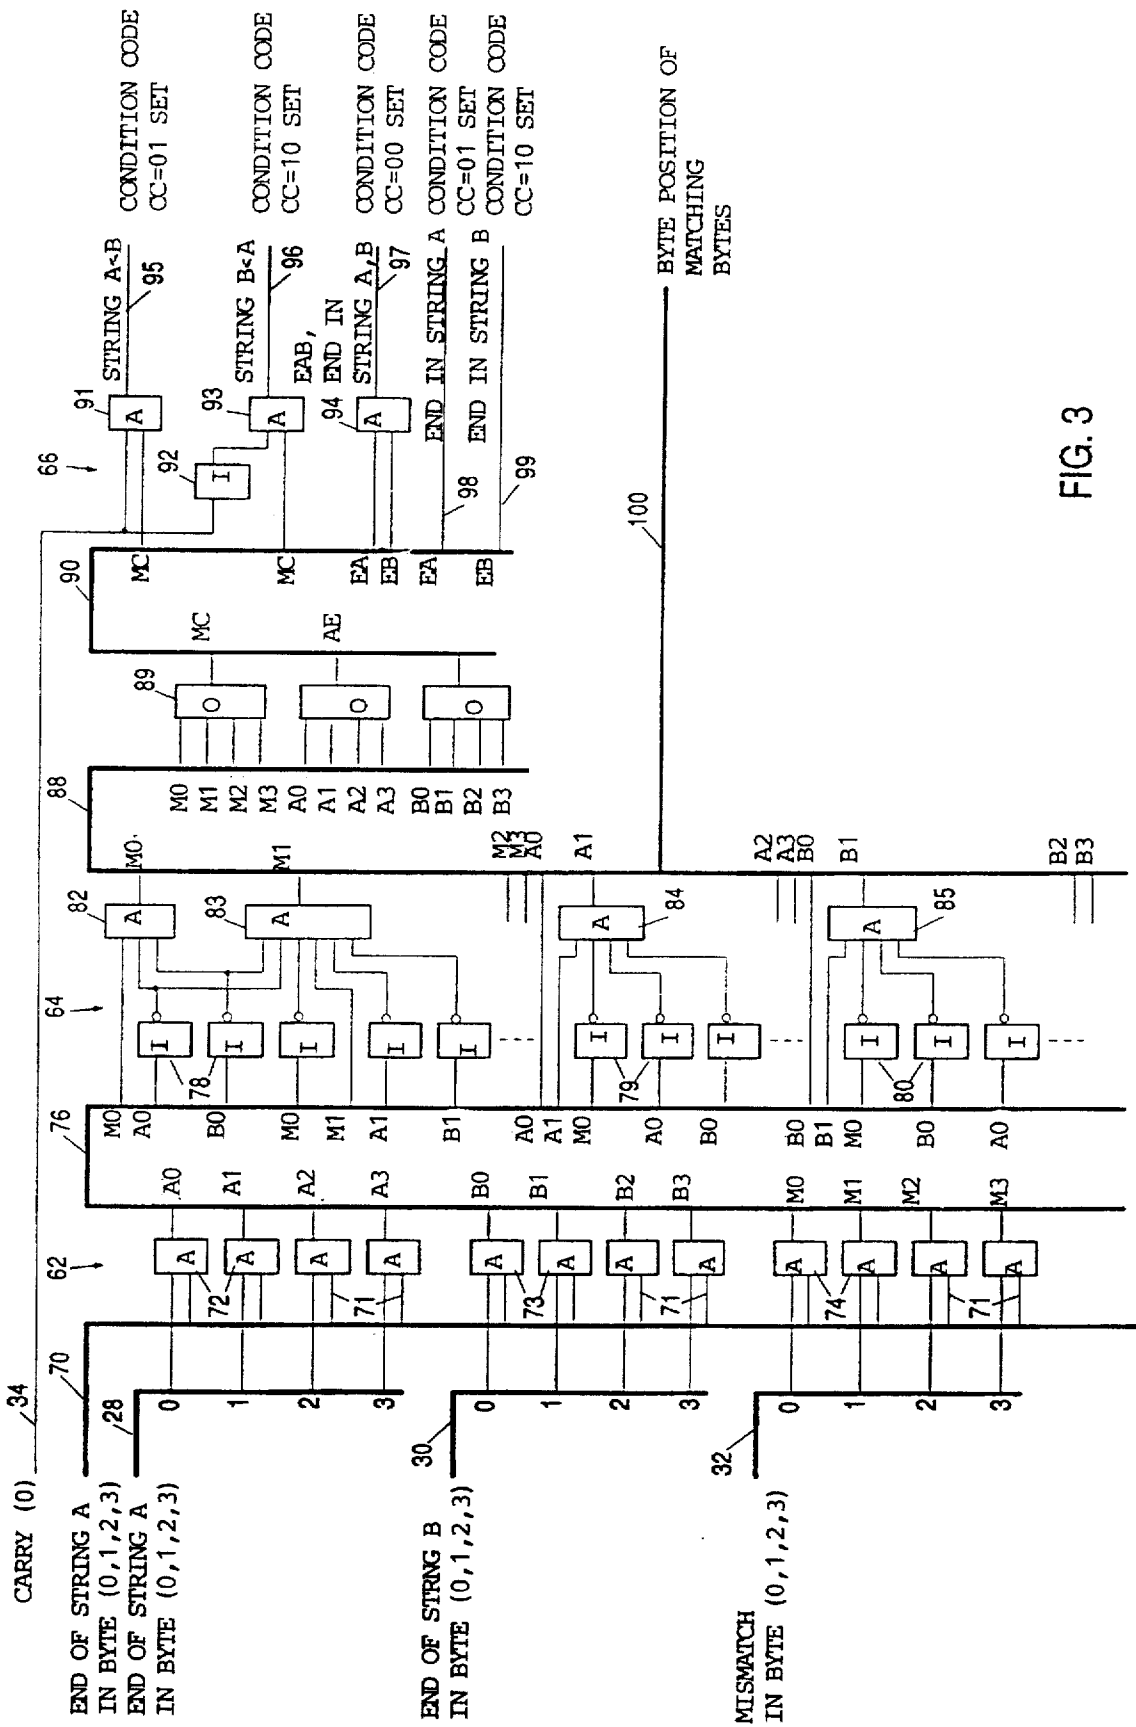 CARRY (0)
34
END OF STRING A
IN BYTE (0,1,2,3)
70
END OF STRING A
IN BYTE (0,1,2,3)
28
0
1
2
3
END OF STRNG B
IN BYTE (0,1,2,3)
30
0
1
2
3
MISMATCH
IN BYTE (0,1,2,3)
32
0
1
2
3
62
72
71
73
71
74
71
A
A
A
A
A
A
A
A
A
A
A
A
76
A0
A1
A2
A3
B0
B1
B2
B3
M0
M1
M2
M3
M0
A0
B0
M0
M1
A1
B1
A0
A1
M0
A0
B0
B0
B1
M0
B0
A0
64
78
79
80
I
I
I
I
I
I
I
I
I
I
I
82
A
83
A
84
A
85
A
88
M0
M1
M2
M3
A0
A1
A2
A3
B0
B1
B2
B3
M0
M1
M2
M3
A0
A1
A2
A3
B0
B1
B2
B3
89
O
O
O
90
MC
AE
MC
MC
EA
EB
EA
EB
66
91
A
92
I
93
A
94
A
STRING A<B
95
CONDITION CODE
CC=01 SET
STRING B<A
96
CONDITION CODE
CC=10 SET
EAB,
END IN
STRING A,B
97
CONDITION CODE
CC=00 SET
98
END IN STRING A
CONDITION CODE
CC=01 SET
99
END IN STRING B
CONDITION CODE
CC=10 SET
100
BYTE POSITION OF
MATCHING
BYTES
FIG. 3